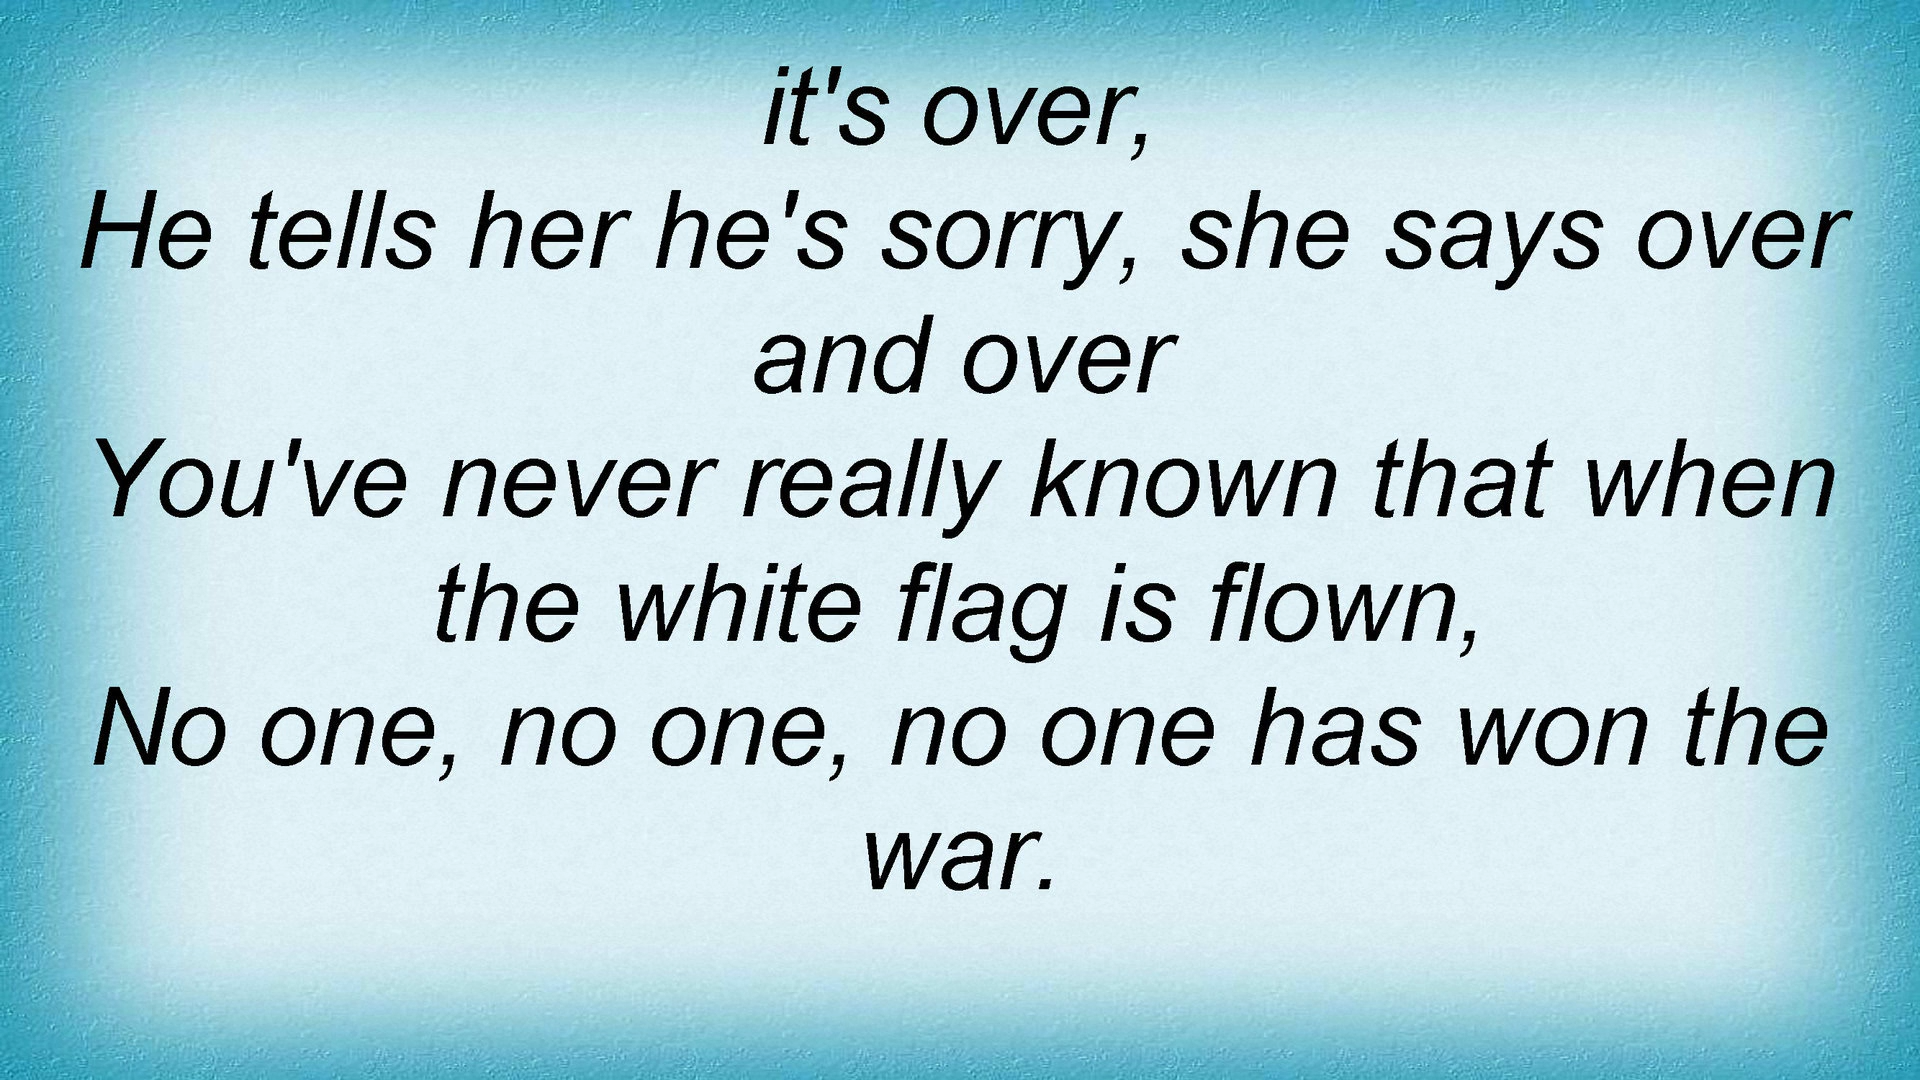 it's over,
He tells her he's sorry, she says over
and over
You've never really known that when
the white flag is flown,
No one, no one, no one has won the
war.